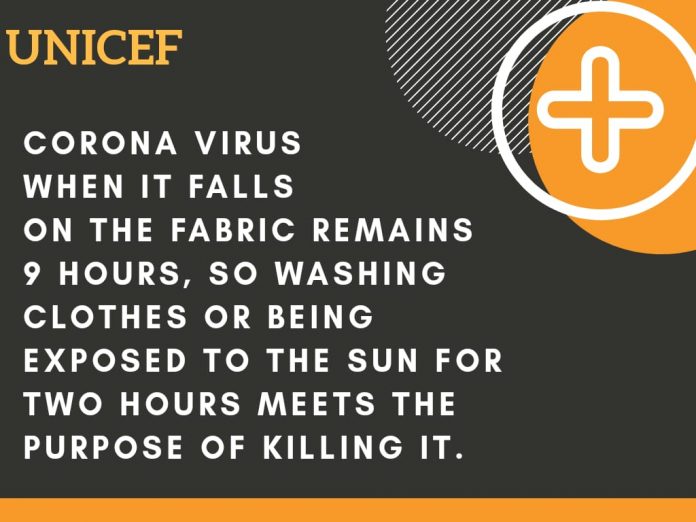 UNICEF
CORONA VIRUS
WHEN IT FALLS
ON THE FABRIC REMAINS
9 HOURS, SO WASHING
CLOTHES OR BEING
EXPOSED TO THE SUN FOR
TWO HOURS MEETS THE
PURPOSE OF KILLING IT.